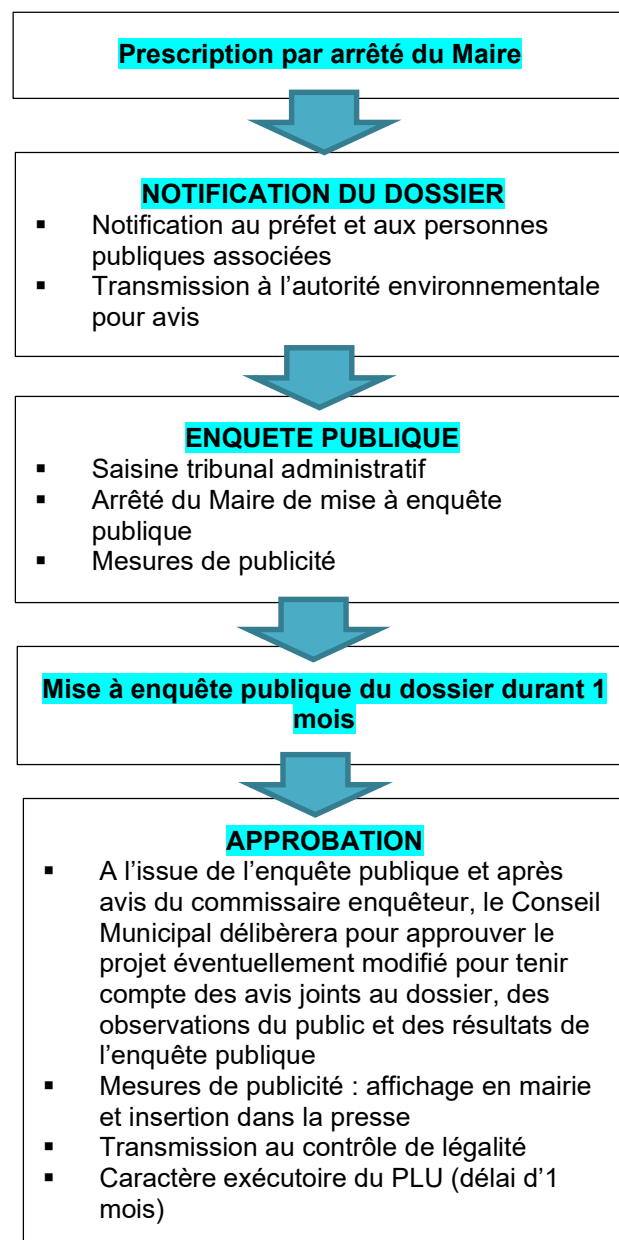 Prescription par arrêté du Maire
NOTIFICATION DU DOSSIER
▪ Notification au préfet et aux personnes
publiques associées
▪ Transmission à l'autorité environnementale
pour avis
ENQUETE PUBLIQUE
▪ Saisine tribunal administratif
▪ Arrêté du Maire de mise à enquête
publique
▪ Mesures de publicité
Mise à enquête publique du dossier durant 1
mois
APPROBATION
▪ A l'issue de l'enquête publique et après
avis du commissaire enquêteur, le Conseil
Municipal délibèrera pour approuver le
projet éventuellement modifié pour tenir
compte des avis joints au dossier, des
observations du public et des résultats de
l'enquête publique
▪ Mesures de publicité : affichage en mairie
et insertion dans la presse
▪ Transmission au contrôle de légalité
▪ Caractère exécutoire du PLU (délai d'1
mois)